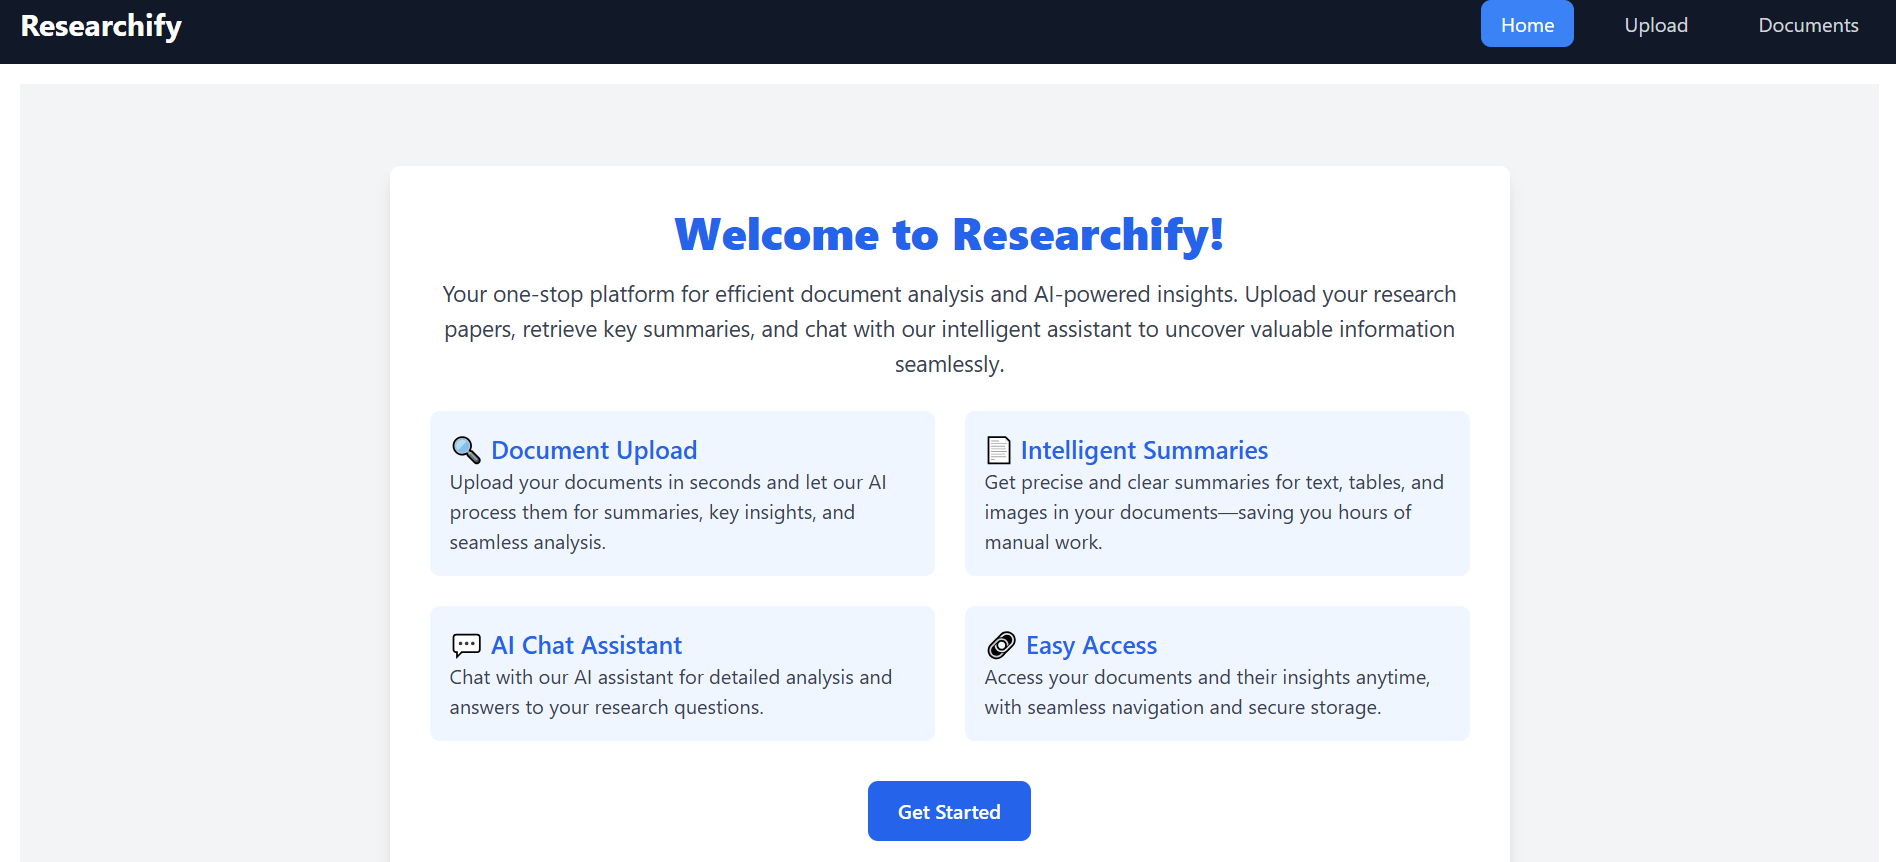 Researchify
Home
Upload
Documents
Welcome to Researchify!
Your one-stop platform for efficient document analysis and AI-powered insights. Upload your research
papers, retrieve key summaries, and chat with our intelligent assistant to uncover valuable information
seamlessly.
Document Upload
Upload your documents in seconds and let our AI
process them for summaries, key insights, and
seamless analysis.
Intelligent Summaries
Get precise and clear summaries for text, tables, and
images in your documents—saving you hours of
manual work.
AI Chat Assistant
Chat with our AI assistant for detailed analysis and
answers to your research questions.
Easy Access
Access your documents and their insights anytime,
with seamless navigation and secure storage.
Get Started